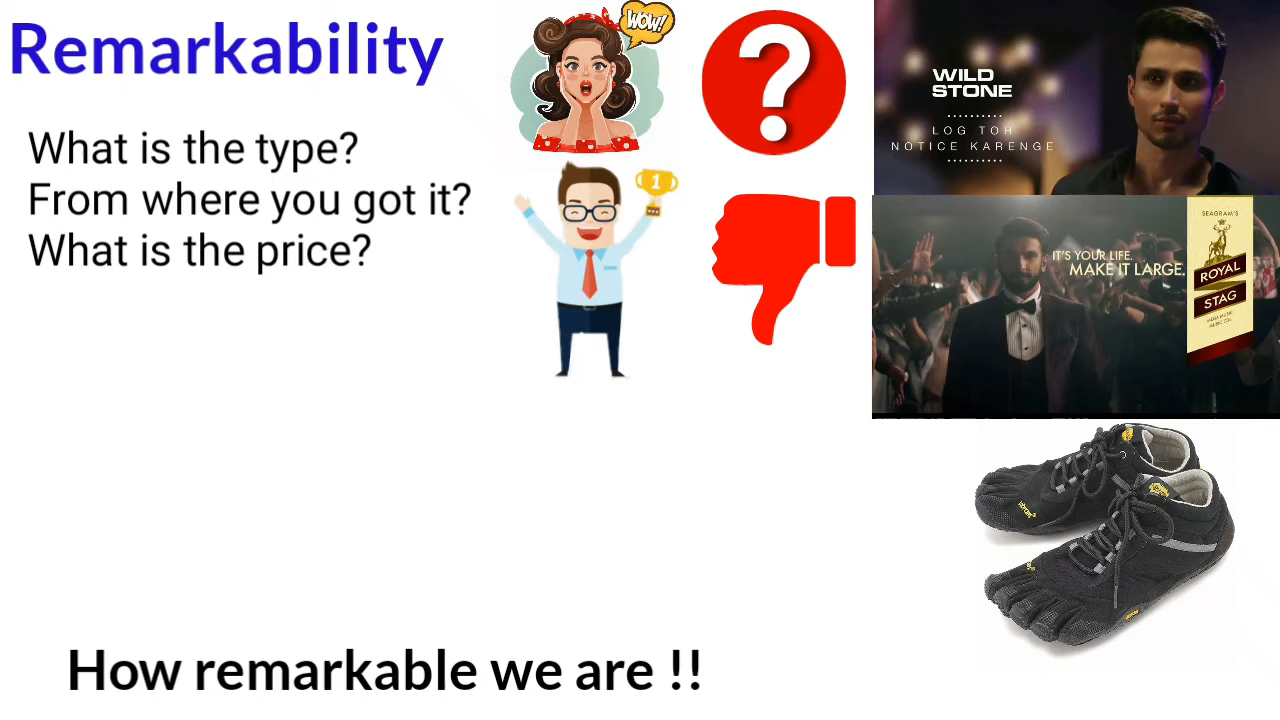 Remarkability
What is the type?
From where you got it?
What is the price?
WOW!
?
1
WILD
STONE
LOG TOH
NOTICE KARENGE
IT'S YOUR LIFE.
MAKE IT LARGE.
SEAGRAM'S
ROYAL
STAG
How remarkable we are !!